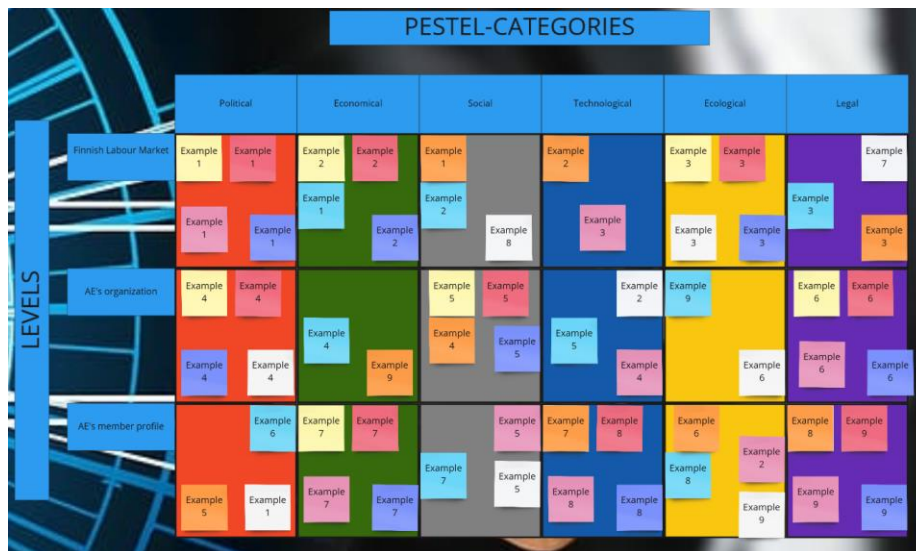 PESTEL-CATEGORIES
Political
Economical
Social
Technological
Ecological
Legal
LEVELS
Finnish Labour Market
Example
1
Example
1
Example
1
Example
1
Example
2
Example
2
Example
1
Example
2
Example
1
Example
2
Example
8
Example
2
Example
3
Example
3
Example
3
Example
3
Example
3
Example
7
Example
3
Example
3
AE's organization
Example
4
Example
4
Example
4
Example
4
Example
4
Example
9
Example
5
Example
5
Example
4
Example
5
Example
2
Example
5
Example
4
Example
9
Example
6
Example
6
Example
6
Example
6
Example
6
AE's member profile
Example
6
Example
5
Example
1
Example
7
Example
7
Example
7
Example
7
Example
5
Example
7
Example
5
Example
7
Example
8
Example
8
Example
8
Example
6
Example
2
Example
8
Example
9
Example
8
Example
9
Example
9
Example
9